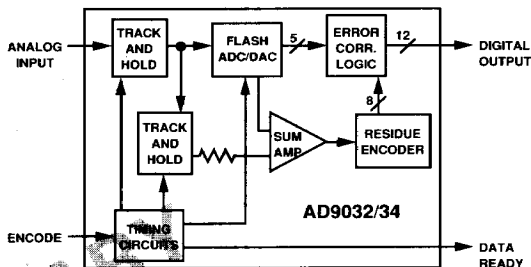 ANALOG
INPUT
TRACK
AND
HOLD
FLASH
ADC/DAC
5
ERROR
CORR.
LOGIC
12
DIGITAL
OUTPUT
8
TRACK
AND
HOLD
SUM
AMP
RESIDUE
ENCODER
AD9032/34
ENCODE
TIMING
CIRCUITS
DATA
READY